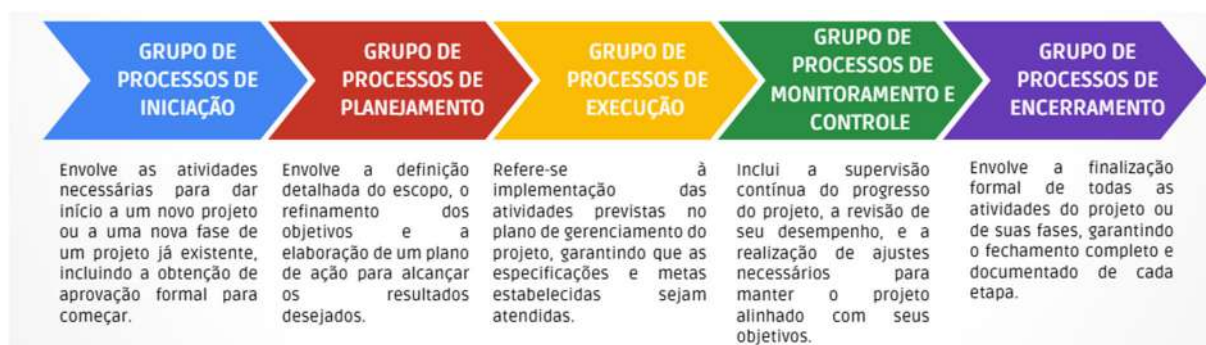 GRUPO DE
PROCESSOS DE
INICIAÇÃO
GRUPO DE
PROCESSOS DE
PLANEJAMENTO
GRUPO DE
PROCESSOS DE
EXECUÇÃO
GRUPO DE
PROCESSOS DE
MONITORAMENTO E
CONTROLE
GRUPO DE
PROCESSOS DE
ENCERRAMENTO
Envolve as atividades
necessárias para dar
início a um novo projeto
ou a uma nova fase de
um projeto já existente,
incluindo a obtenção de
aprovação formal para
começar.
Envolve a definição
detalhada do escopo, o
refinamento dos
objetivos e a
elaboração de um plano
de ação para alcançar
os resultados
desejados.
Refere-se à
implementação das
atividades previstas no
plano de gerenciamento do
projeto, garantindo que as
especificações e metas
estabelecidas sejam
atendidas.
Inclui a supervisão
contínua do progresso
do projeto, a revisão de
seu desempenho, e a
realização de ajustes
necessários para
manter o projeto
alinhado com seus
objetivos.
Envolve a finalização
formal de todas as
atividades do projeto ou
de suas fases, garantindo
o fechamento completo e
documentado de cada
etapa.